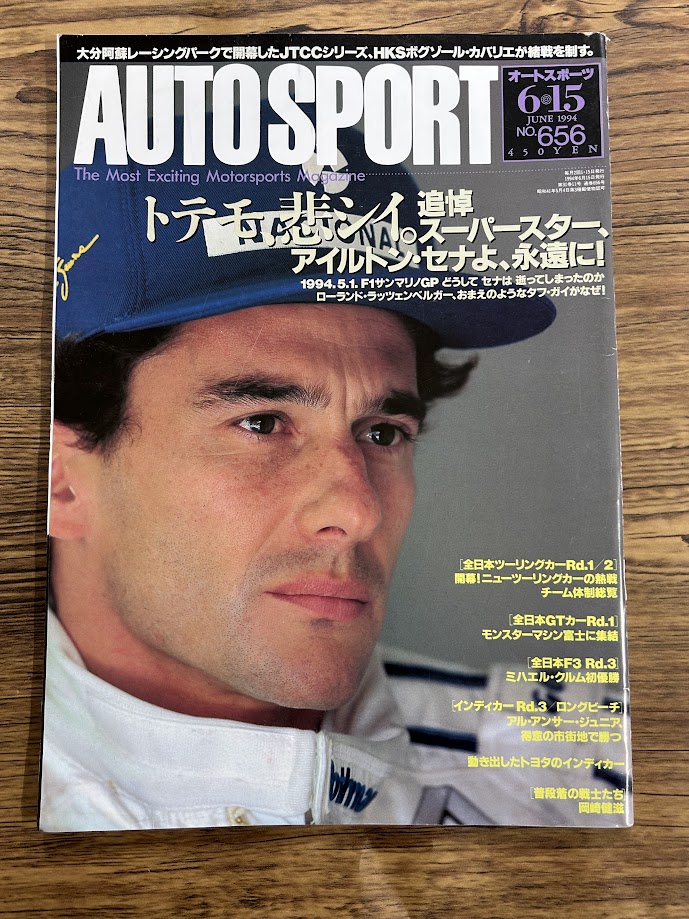 大分阿蘇レーシングパークで開幕したJTCCシリーズ、HKSボグゾール・カバリエが緒戦を制す。
AUTO SPORT
オートスポーツ
6 15
JUNE 1994
NO.656
450YEN
The Most Exciting Motorsports Magazine
トテモ、悲シイ。
追悼
スーパースター、
アイルトン・セナよ、永遠に!
1994.5.1. F1サンマリノGP どうして セナは 逝ってしまったのか
ローランド・ラッツェンベルガー、おまえのようなタフ・ガイがなぜ!
NATIONAL
Senna
[全日本ツーリングカーRd.1/2]
開幕!ニューツーリングカーの熱戦
チーム体制総覧
[全日本GTカーRd.1]
モンスターマシン富士に集結
[全日本F3 Rd.3]
ミハエル・クルム初優勝
[インディカーRd.3/ロングビーチ]
アル・アンサー・ジュニア、
得意の市街地で勝つ
動き出したトヨタのインディカー
[普段着の戦士たち]
岡崎健滋
Rothm